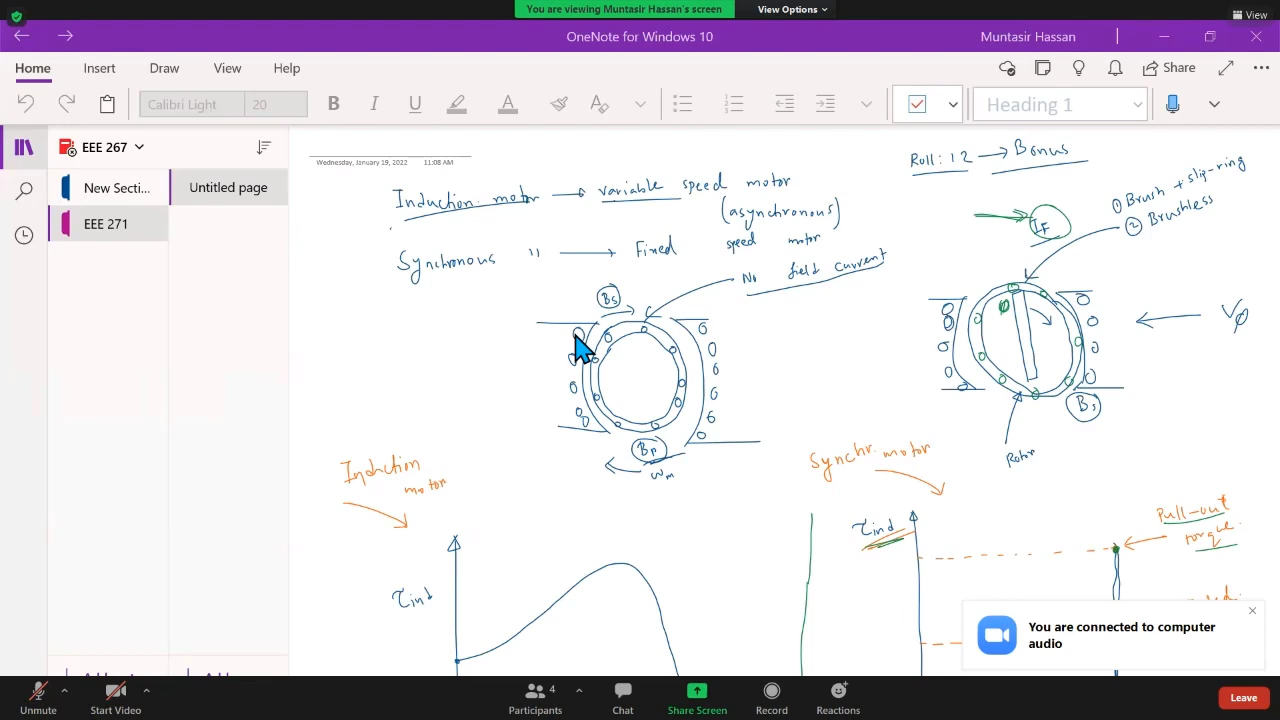 You are viewing Muntasir Hassan's screen
View Options
View
OneNote for Windows 10
Muntasir Hassan
Home
Insert
Draw
View
Help
Share
Calibri Light
20
B
I
U
A
Heading 1
EEE 267
New Secti...
Untitled page
EEE 271
Wednesday, January 19, 2022
11:08 AM
Induction motor → variable speed motor
(asynchronous)
Synchronous " → Fixed speed motor
No field current
Roll: 12 → Bonus
① Brush + slip-ring
② Brushless
IF
Bs
BR
ωm
Vφ
Bs
Rotor
Induction motor
Synchr. motor
τind
τind
Pull-out torque
You are connected to computer audio
Unmute
Start Video
4
Participants
Chat
Share Screen
Record
Reactions
Leave